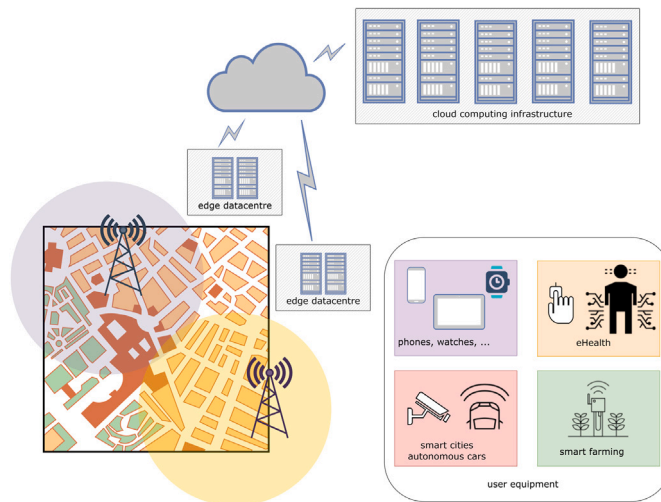 cloud computing infrastructure
edge datacentre
edge datacentre
phones, watches, ...
eHealth
smart cities
autonomous cars
smart farming
user equipment